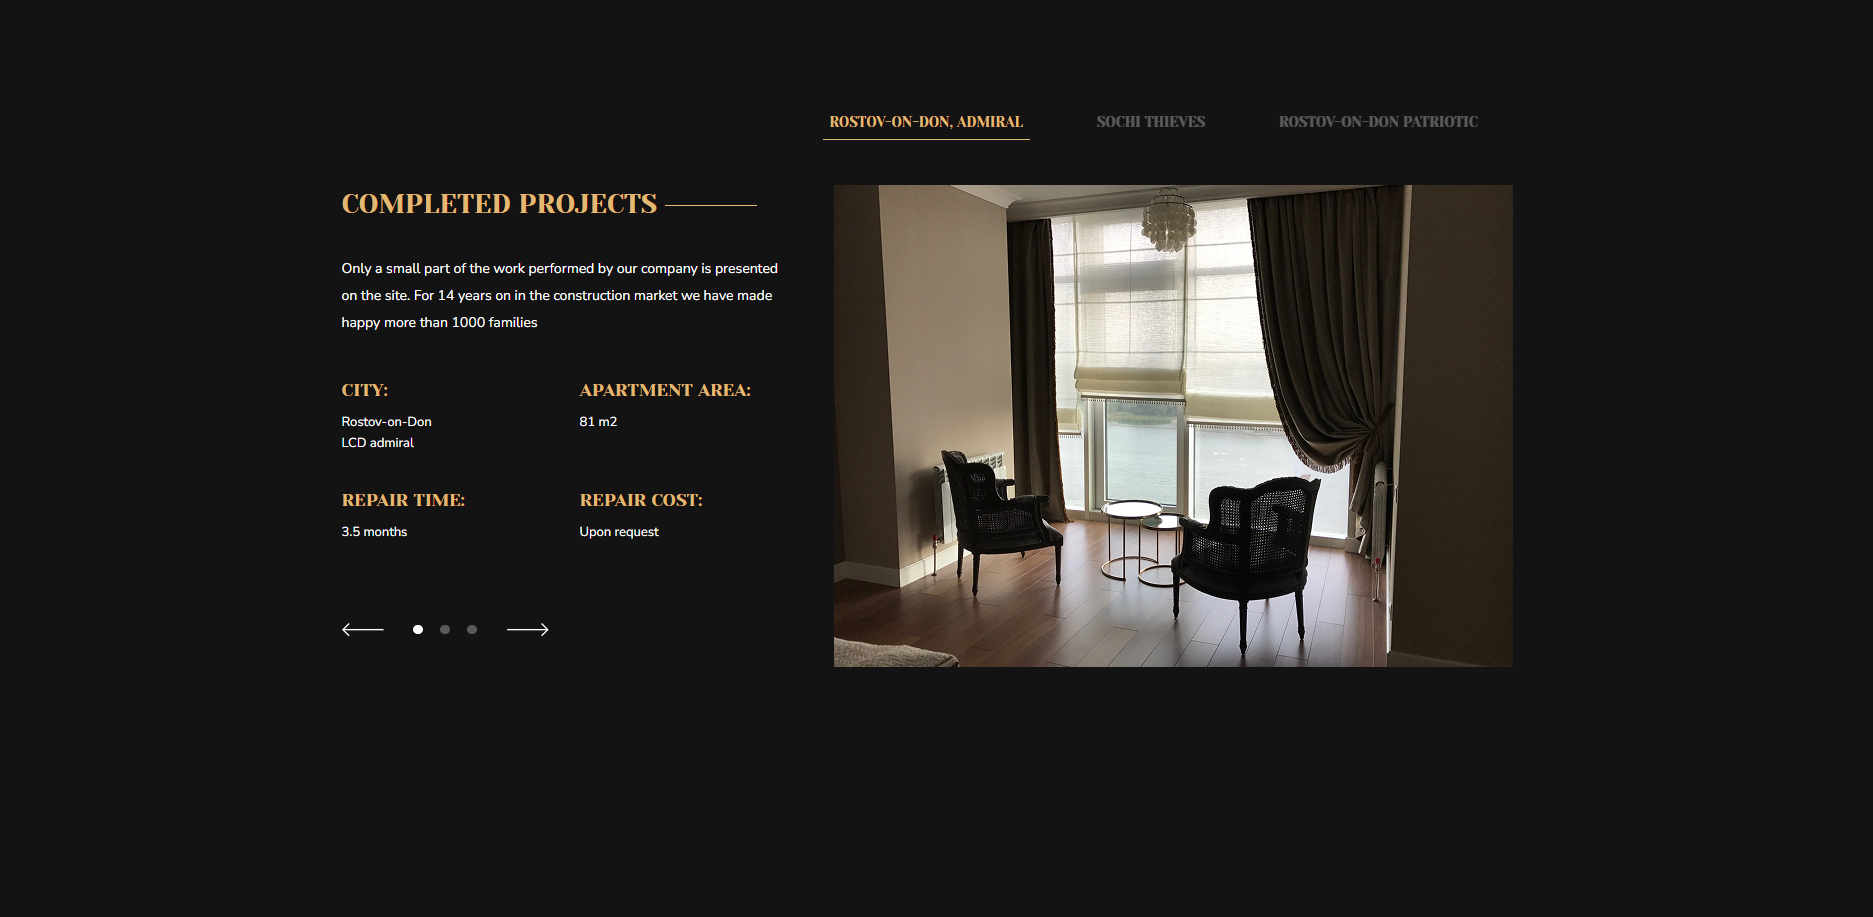 ROSTOV-ON-DON, ADMIRAL
SOCHI THIEVES
ROSTOV-ON-DON PATRIOTIC
COMPLETED PROJECTS
Only a small part of the work performed by our company is presented
on the site. For 14 years on in the construction market we have made
happy more than 1000 families
CITY:
Rostov-on-Don
LCD admiral
APARTMENT AREA:
81 m2
REPAIR TIME:
3.5 months
REPAIR COST:
Upon request